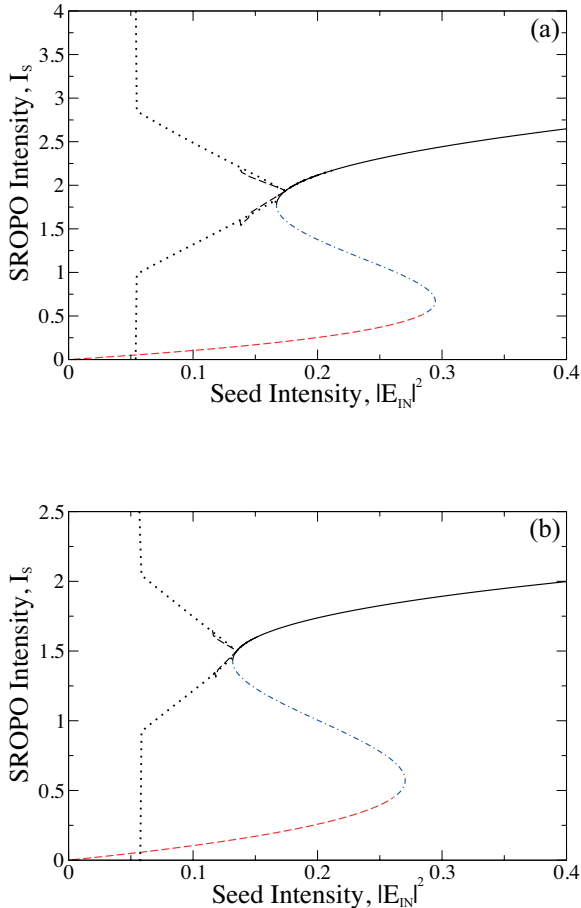 (a)
SROPO Intensity, I_S
4
3.5
3
2.5
2
1.5
1
0.5
0
0 0.1 0.2 0.3 0.4
Seed Intensity, |E_IN|^2
(b)
SROPO Intensity, I_S
2.5
2
1.5
1
0.5
0
0 0.1 0.2 0.3 0.4
Seed Intensity, |E_IN|^2